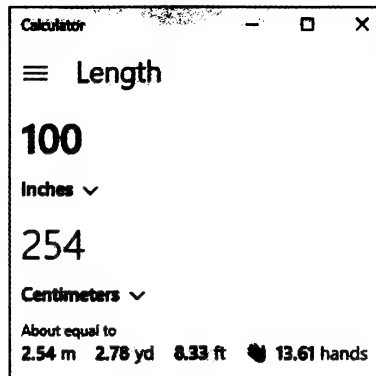 Calculator
Length
100
Inches
254
Centimeters
About equal to
2.54 m 2.78 yd 8.33 ft 13.61 hands